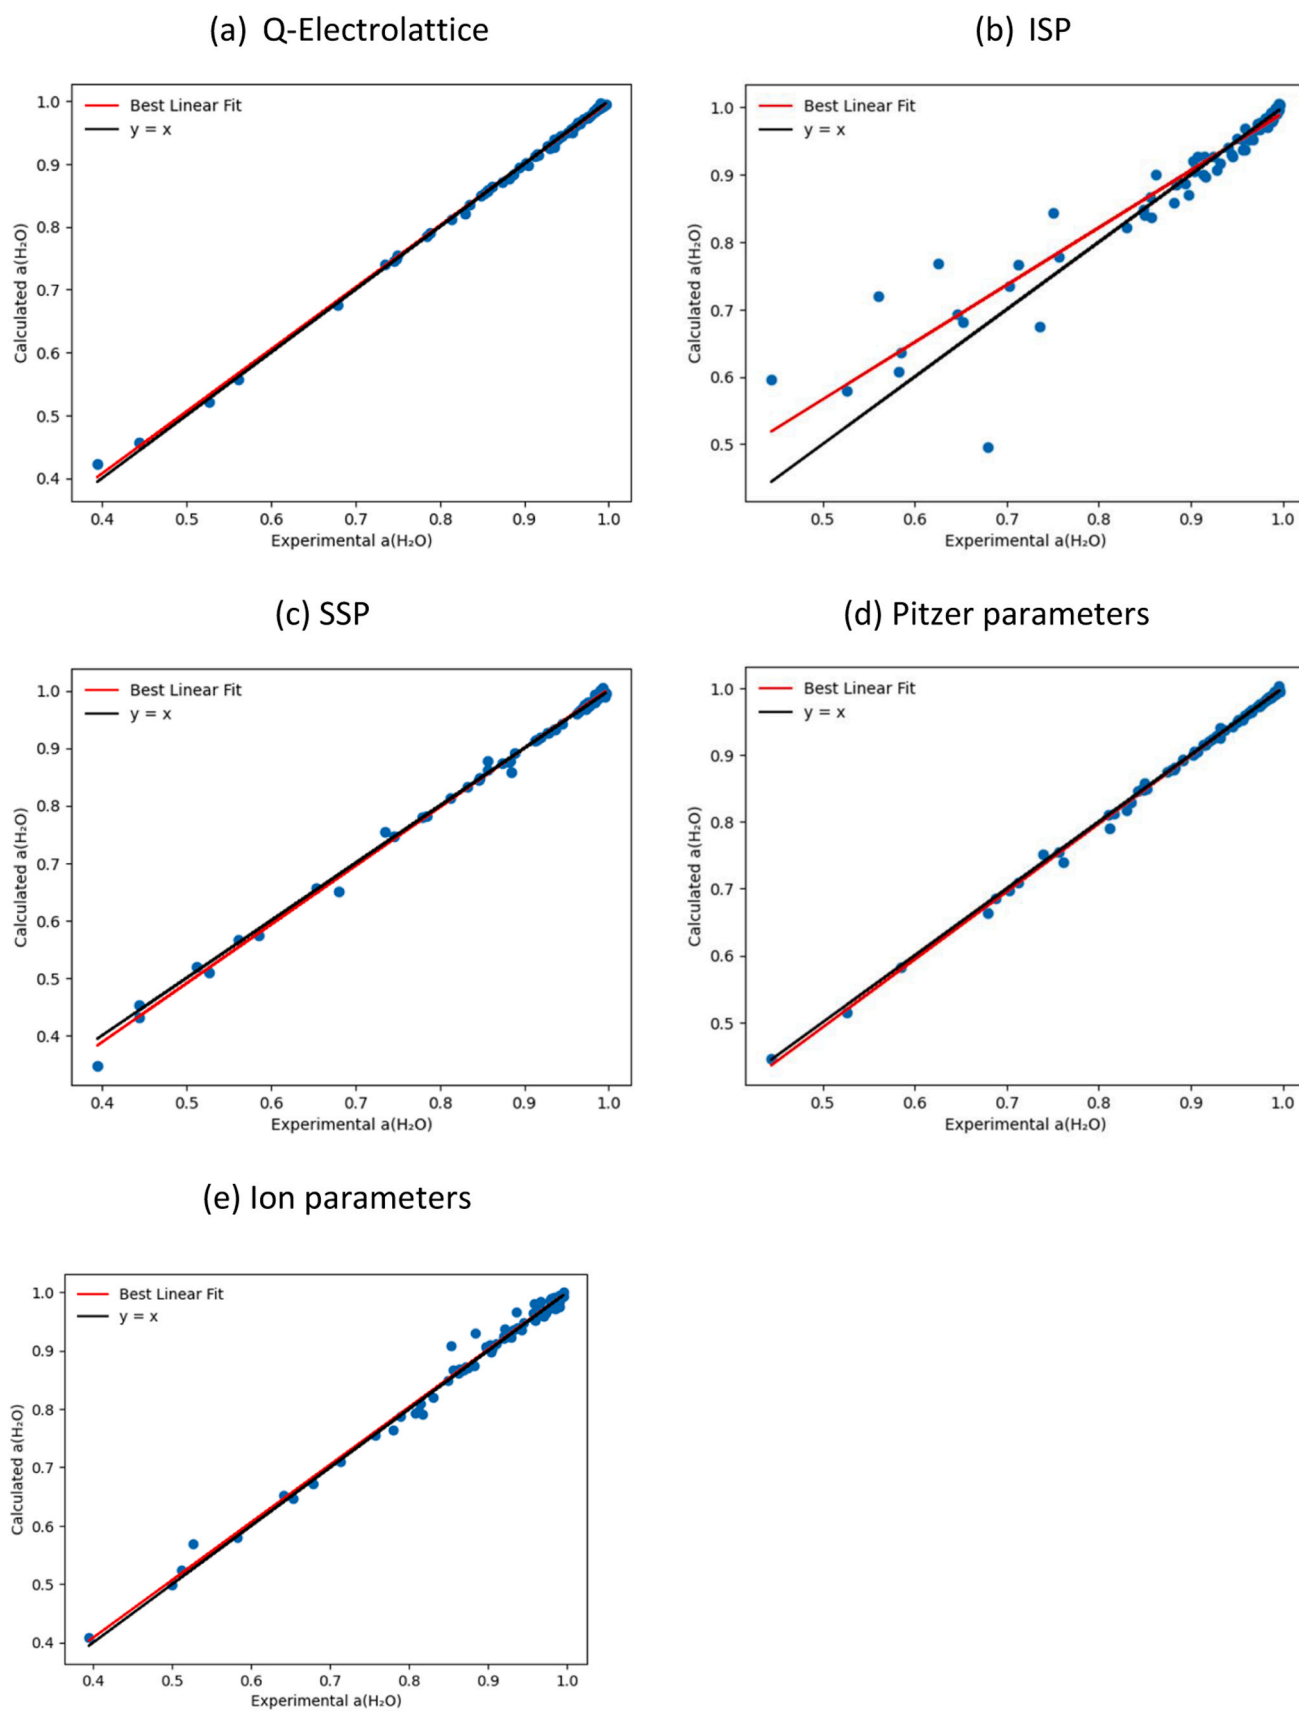 (a) Q-Electrolattice
Best Linear Fit
y = x
1.0
0.9
0.8
0.7
0.6
0.5
0.4
Calculated a(H₂O)
0.4 0.5 0.6 0.7 0.8 0.9 1.0
Experimental a(H₂O)
(b) ISP
Best Linear Fit
y = x
1.0
0.9
0.8
0.7
0.6
0.5
Calculated a(H₂O)
0.5 0.6 0.7 0.8 0.9 1.0
Experimental a(H₂O)
(c) SSP
Best Linear Fit
y = x
1.0
0.9
0.8
0.7
0.6
0.5
0.4
Calculated a(H₂O)
0.4 0.5 0.6 0.7 0.8 0.9 1.0
Experimental a(H₂O)
(d) Pitzer parameters
Best Linear Fit
y = x
1.0
0.9
0.8
0.7
0.6
0.5
Calculated a(H₂O)
0.5 0.6 0.7 0.8 0.9 1.0
Experimental a(H₂O)
(e) Ion parameters
Best Linear Fit
y = x
1.0
0.9
0.8
0.7
0.6
0.5
0.4
Calculated a(H₂O)
0.4 0.5 0.6 0.7 0.8 0.9 1.0
Experimental a(H₂O)